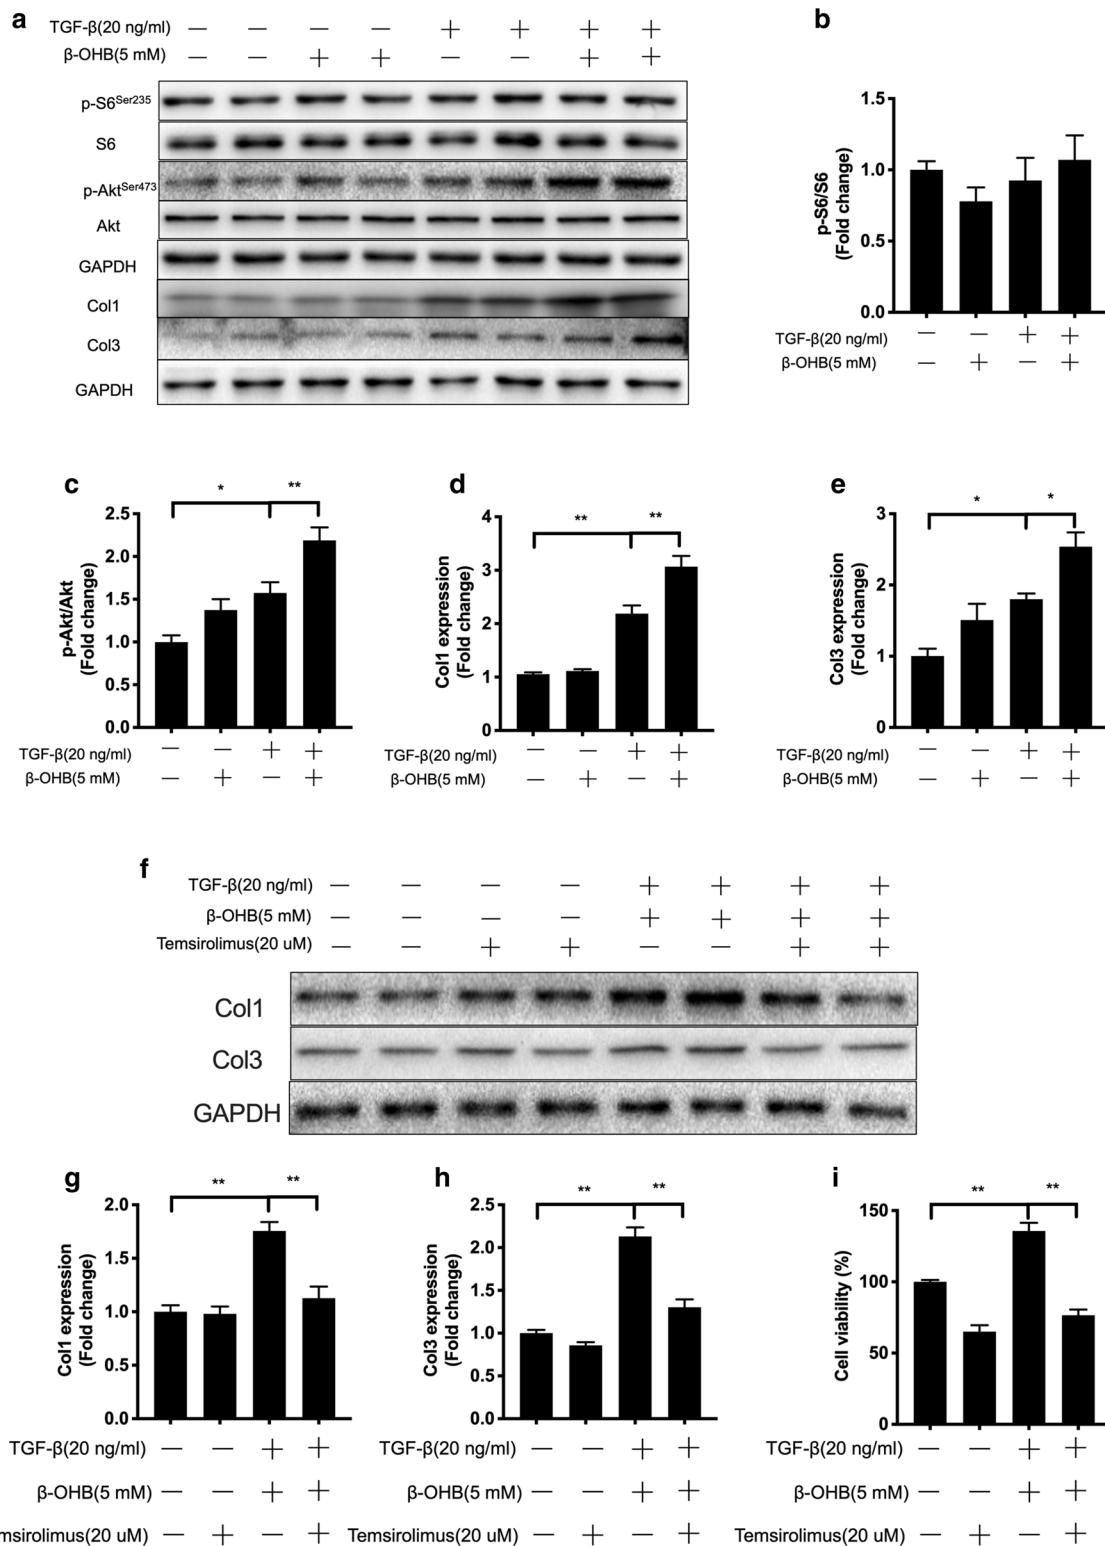 a
TGF-β(20 ng/ml) — — — — + + + +
β-OHB(5 mM) — — + + — — + +
p-S6Ser235
S6
p-AktSer473
Akt
GAPDH
Col1
Col3
GAPDH
b
1.5
1.0
0.5
0.0
p-S6/S6
(Fold change)
TGF-β(20 ng/ml) — — + +
β-OHB(5 mM) — + — +
c
* **
2.5
2.0
1.5
1.0
0.5
0.0
p-Akt/Akt
(Fold change)
TGF-β(20 ng/ml) — — + +
β-OHB(5 mM) — + — +
d
** **
4
3
2
1
0
Col1 expression
(Fold change)
TGF-β(20 ng/ml) — — + +
β-OHB(5 mM) — + — +
e
* *
3
2
1
0
Col3 expression
(Fold change)
TGF-β(20 ng/ml) — — + +
β-OHB(5 mM) — + — +
f
TGF-β(20 ng/ml) — — — — + + + +
β-OHB(5 mM) — — — — + + + +
Temsirolimus(20 uM) — — + + — — + +
Col1
Col3
GAPDH
g
** **
2.0
1.5
1.0
0.5
0.0
Col1 expression
(Fold change)
TGF-β(20 ng/ml) — — + +
β-OHB(5 mM) — — + +
msirolimus(20 uM) — + — +
h
** **
2.5
2.0
1.5
1.0
0.5
0.0
Col3 expression
(Fold change)
TGF-β(20 ng/ml) — — + +
β-OHB(5 mM) — — + +
Temsirolimus(20 uM) — + — +
i
** **
150
100
50
0
Cell viability (%)
TGF-β(20 ng/ml) — — + +
β-OHB(5 mM) — — + +
Temsirolimus(20 uM) — + — +